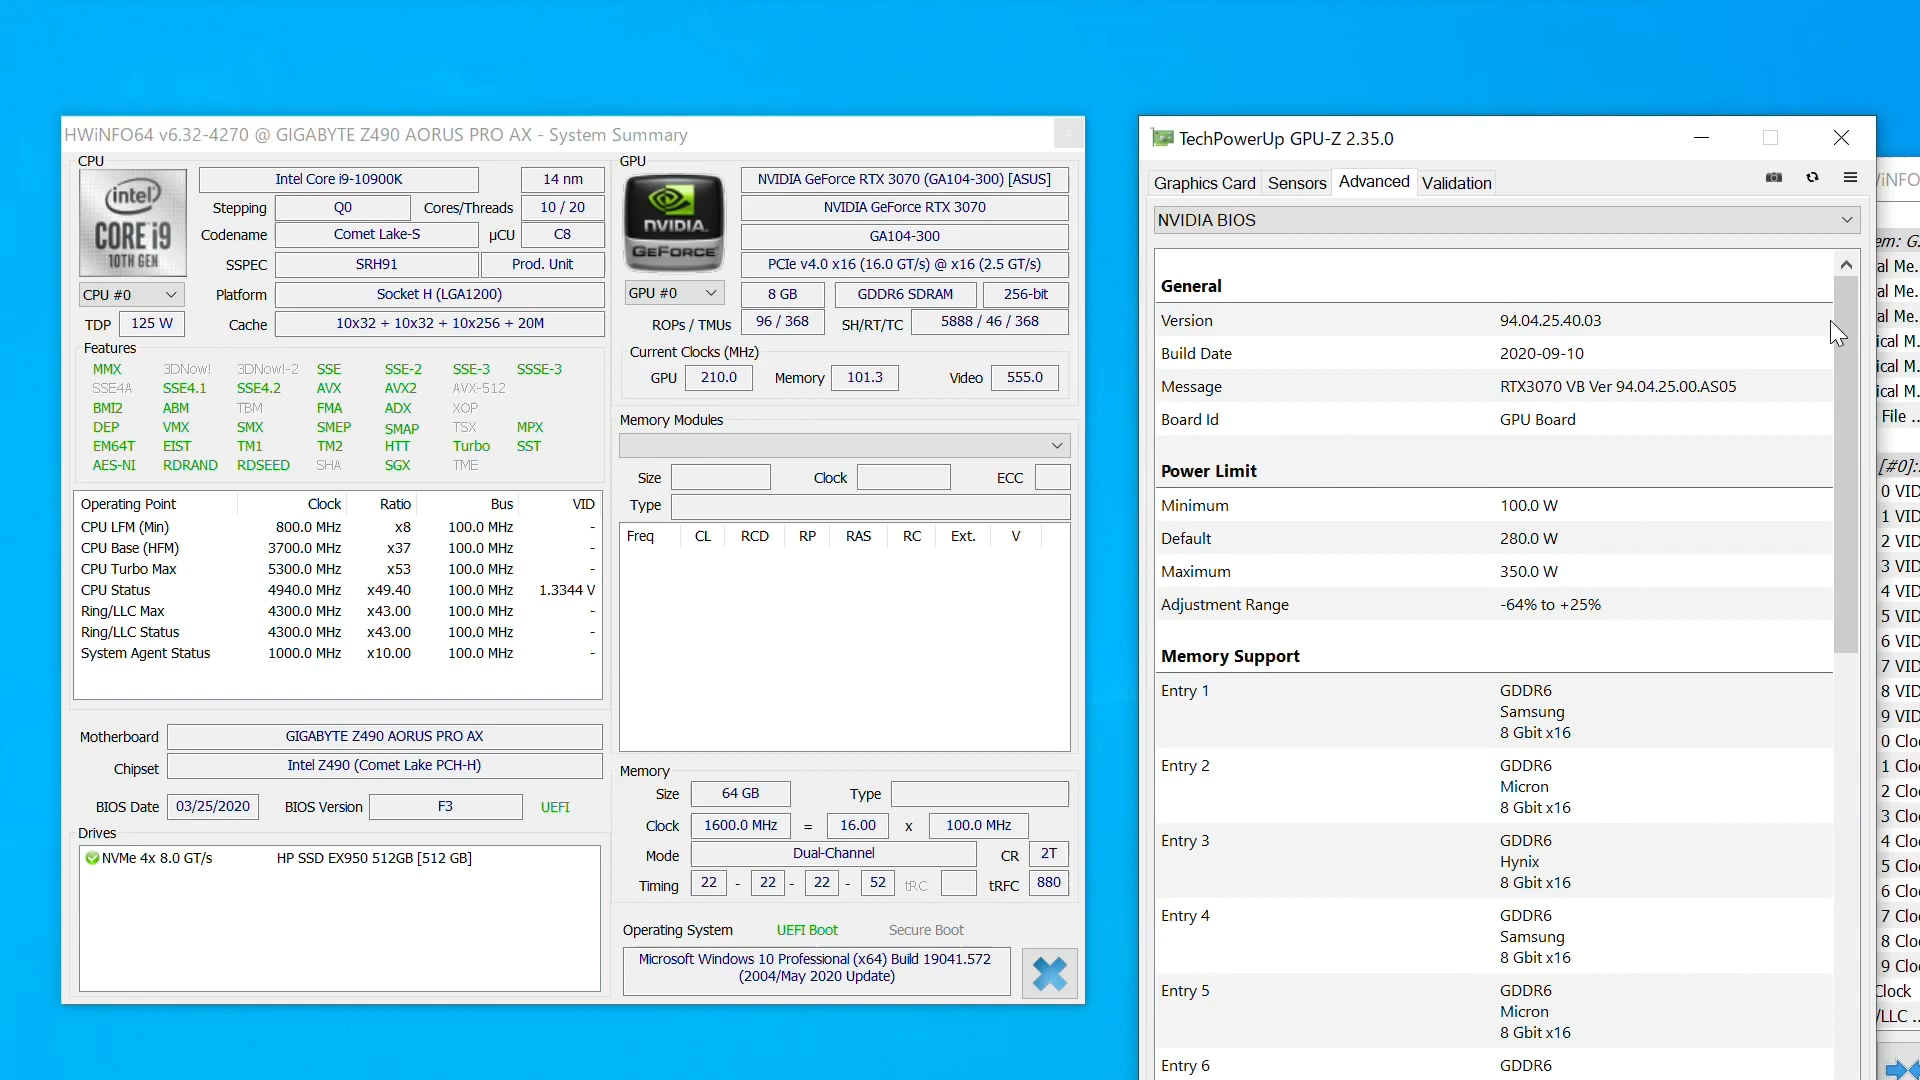 HWiNFO64 v6.32-4270 @ GIGABYTE Z490 AORUS PRO AX - System Summary
CPU
intel
CORE i9
10TH GEN
Intel Core i9-10900K
14 nm
Stepping
Q0
Cores/Threads
10 / 20
Codename
Comet Lake-S
µCU
C8
SSPEC
SRH91
Prod. Unit
CPU #0
Platform
Socket H (LGA1200)
TDP
125 W
Cache
10x32 + 10x32 + 10x256 + 20M
Features
MMX 3DNow! 3DNow!-2 SSE SSE-2 SSE-3 SSSE-3
SSE4A SSE4.1 SSE4.2 AVX AVX2 AVX-512
BMI2 ABM TBM FMA ADX XOP
DEP VMX SMX SMEP SMAP TSX MPX
EM64T EIST TM1 TM2 HTT Turbo SST
AES-NI RDRAND RDSEED SHA SGX TME
Operating Point Clock Ratio Bus VID
CPU LFM (Min) 800.0 MHz x8 100.0 MHz -
CPU Base (HFM) 3700.0 MHz x37 100.0 MHz -
CPU Turbo Max 5300.0 MHz x53 100.0 MHz -
CPU Status 4940.0 MHz x49.40 100.0 MHz 1.3344 V
Ring/LLC Max 4300.0 MHz x43.00 100.0 MHz -
Ring/LLC Status 4300.0 MHz x43.00 100.0 MHz -
System Agent Status 1000.0 MHz x10.00 100.0 MHz -
Motherboard GIGABYTE Z490 AORUS PRO AX
Chipset Intel Z490 (Comet Lake PCH-H)
BIOS Date 03/25/2020 BIOS Version F3 UEFI
Drives
NVMe 4x 8.0 GT/s HP SSD EX950 512GB [512 GB]
GPU
NVIDIA.
GEFORCE
NVIDIA GeForce RTX 3070 (GA104-300) [ASUS]
NVIDIA GeForce RTX 3070
GA104-300
PCIe v4.0 x16 (16.0 GT/s) @ x16 (2.5 GT/s)
GPU #0
8 GB GDDR6 SDRAM 256-bit
ROPs / TMUs 96 / 368 SH/RT/TC 5888 / 46 / 368
Current Clocks (MHz)
GPU 210.0 Memory 101.3 Video 555.0
Memory Modules
Size Clock ECC
Type
Freq CL RCD RP RAS RC Ext. V
Memory
Size 64 GB Type
Clock 1600.0 MHz = 16.00 x 100.0 MHz
Mode Dual-Channel CR 2T
Timing 22 - 22 - 22 - 52 tRC tRFC 880
Operating System UEFI Boot Secure Boot
Microsoft Windows 10 Professional (x64) Build 19041.572
(2004/May 2020 Update)
TechPowerUp GPU-Z 2.35.0
Graphics Card Sensors Advanced Validation
NVIDIA BIOS
General
Version 94.04.25.40.03
Build Date 2020-09-10
Message RTX3070 VB Ver 94.04.25.00.AS05
Board Id GPU Board
Power Limit
Minimum 100.0 W
Default 280.0 W
Maximum 350.0 W
Adjustment Range -64% to +25%
Memory Support
Entry 1 GDDR6
Samsung
8 Gbit x16
Entry 2 GDDR6
Micron
8 Gbit x16
Entry 3 GDDR6
Hynix
8 Gbit x16
Entry 4 GDDR6
Samsung
8 Gbit x16
Entry 5 GDDR6
Micron
8 Gbit x16
Entry 6 GDDR6